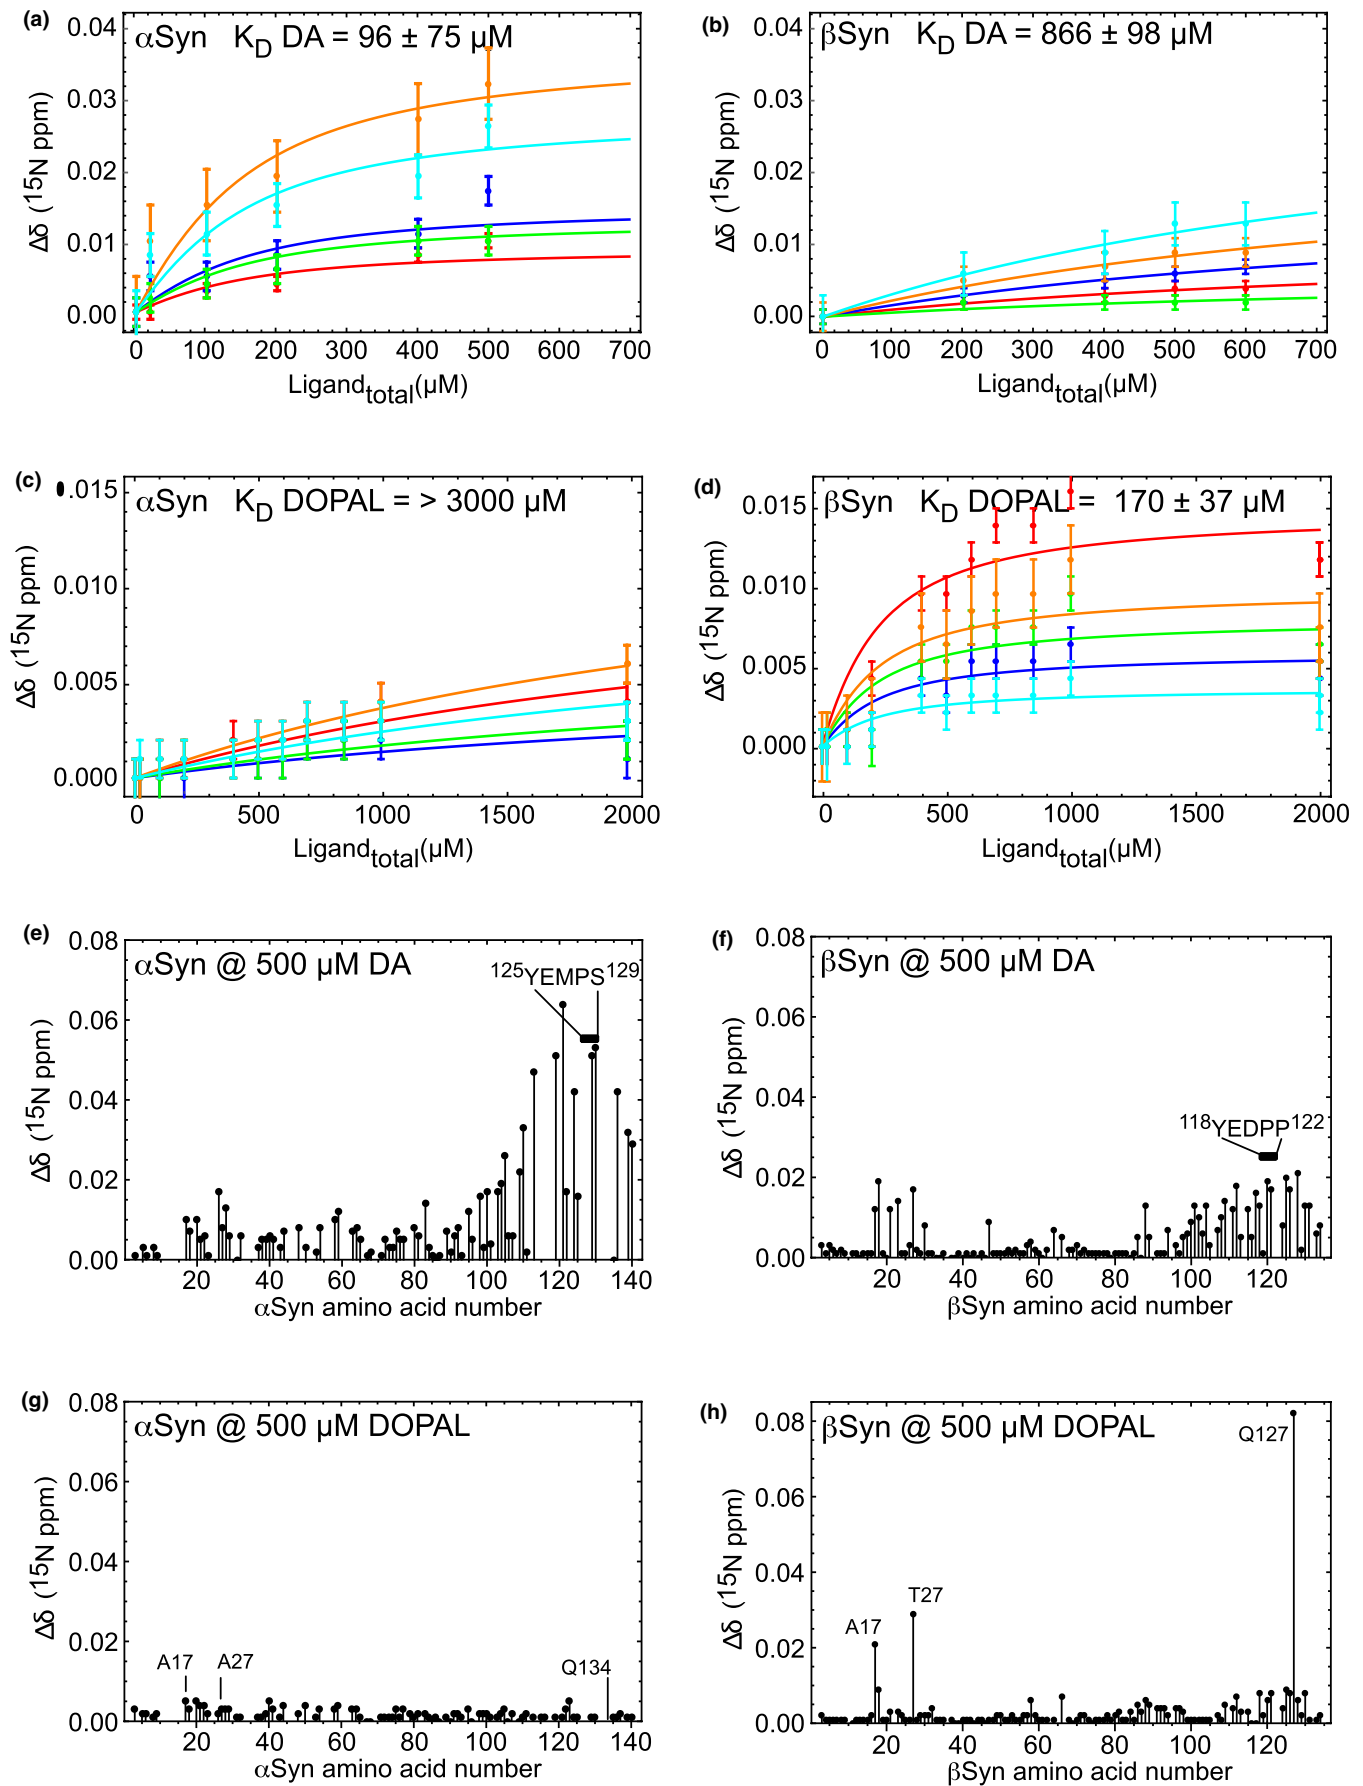 (a)
αSyn K_D DA = 96 ± 75 µM
0.04
0.03
0.02
0.01
0.00
Δδ (15N ppm)
0 100 200 300 400 500 600 700
Ligand_total(µM)
(b)
βSyn K_D DA = 866 ± 98 µM
0.04
0.03
0.02
0.01
0.00
Δδ (15N ppm)
0 100 200 300 400 500 600 700
Ligand_total(µM)
(c)
αSyn K_D DOPAL = > 3000 µM
.015
0.010
0.005
0.000
Δδ (15N ppm)
0 500 1000 1500 2000
Ligand_total(µM)
(d)
βSyn K_D DOPAL = 170 ± 37 µM
0.015
0.010
0.005
0.000
Δδ (15N ppm)
0 500 1000 1500 2000
Ligand_total(µM)
(e)
αSyn @ 500 µM DA
125YEMPS129
0.08
0.06
0.04
0.02
0.00
Δδ (15N ppm)
20 40 60 80 100 120 140
αSyn amino acid number
(f)
βSyn @ 500 µM DA
118YEDPP122
0.08
0.06
0.04
0.02
0.00
Δδ (15N ppm)
20 40 60 80 100 120
βSyn amino acid number
(g)
αSyn @ 500 µM DOPAL
A17 A27 Q134
0.08
0.06
0.04
0.02
0.00
Δδ (15N ppm)
20 40 60 80 100 120 140
αSyn amino acid number
(h)
βSyn @ 500 µM DOPAL
Q127
T27
A17
0.08
0.06
0.04
0.02
0.00
Δδ (15N ppm)
20 40 60 80 100 120
βSyn amino acid number